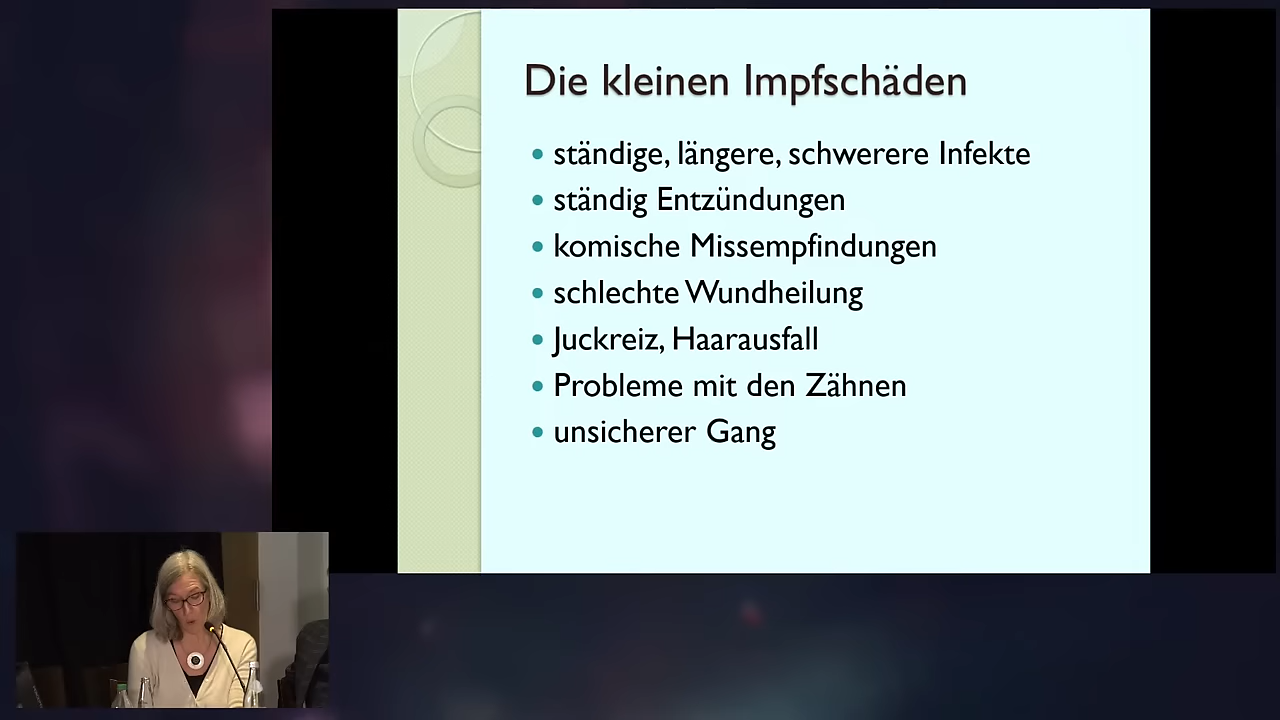 Die kleinen Impfschäden
ständige, längere, schwerere Infekte
ständig Entzündungen
komische Missempfindungen
schlechte Wundheilung
Juckreiz, Haarausfall
Probleme mit den Zähnen
unsicherer Gang